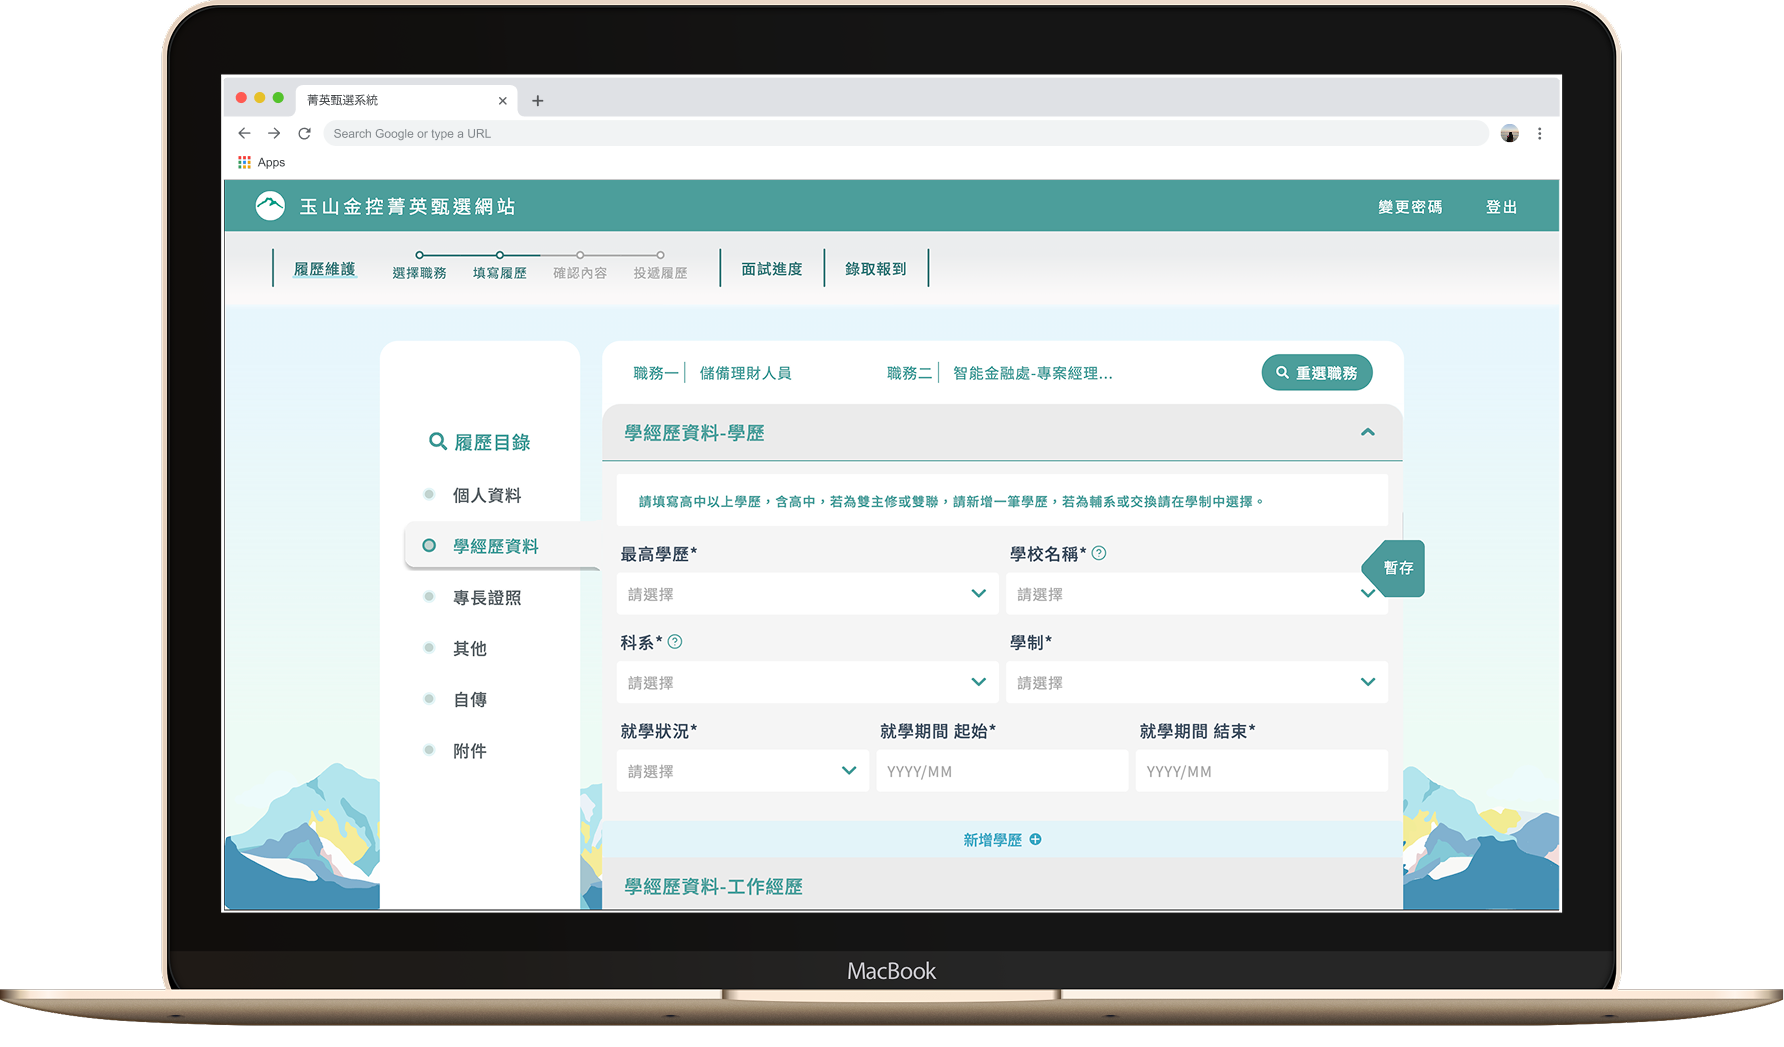 菁英甄選系統
Search Google or type a URL
Apps
玉山金控菁英甄選網站
變更密碼
登出
履歷維護
選擇職務
填寫履歷
確認內容
投遞履歷
面試進度
錄取報到
職務一
儲備理財人員
職務二
智能金融處-專案經理...
重選職務
履歷目錄
個人資料
學經歷資料
專長證照
其他
自傳
附件
學經歷資料-學歷
請填寫高中以上學歷，含高中，若為雙主修或雙聯，請新增一筆學歷，若為輔系或交換請在學制中選擇。
最高學歷*
學校名稱*
請選擇
請選擇
暫存
科系*
學制*
請選擇
請選擇
就學狀況*
就學期間 起始*
就學期間 結束*
請選擇
YYYY/MM
YYYY/MM
新增學歷
學經歷資料-工作經歷
MacBook